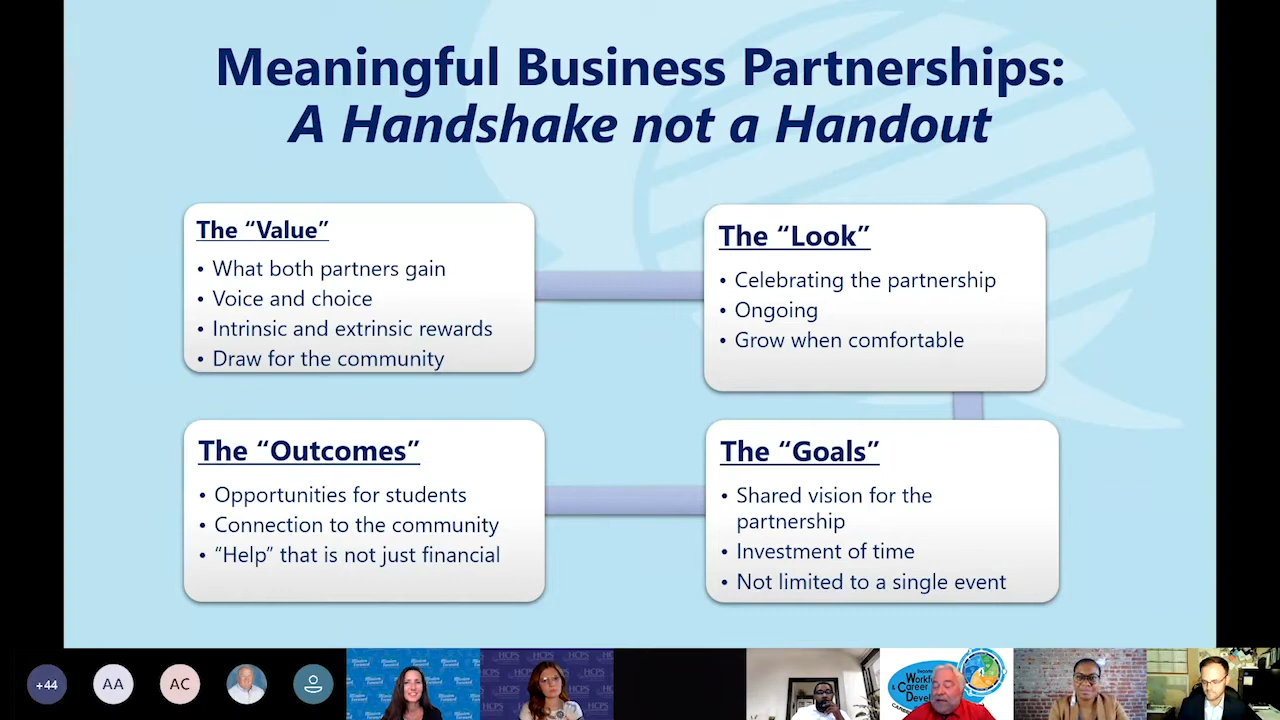 Meaningful Business Partnerships:
A Handshake not a Handout
The “Value”
• What both partners gain
• Voice and choice
• Intrinsic and extrinsic rewards
• Draw for the community
The “Look”
• Celebrating the partnership
• Ongoing
• Grow when comfortable
The “Outcomes”
• Opportunities for students
• Connection to the community
• “Help” that is not just financial
The “Goals”
• Shared vision for the
partnership
• Investment of time
• Not limited to a single event
+44
AA
AC
HCPS